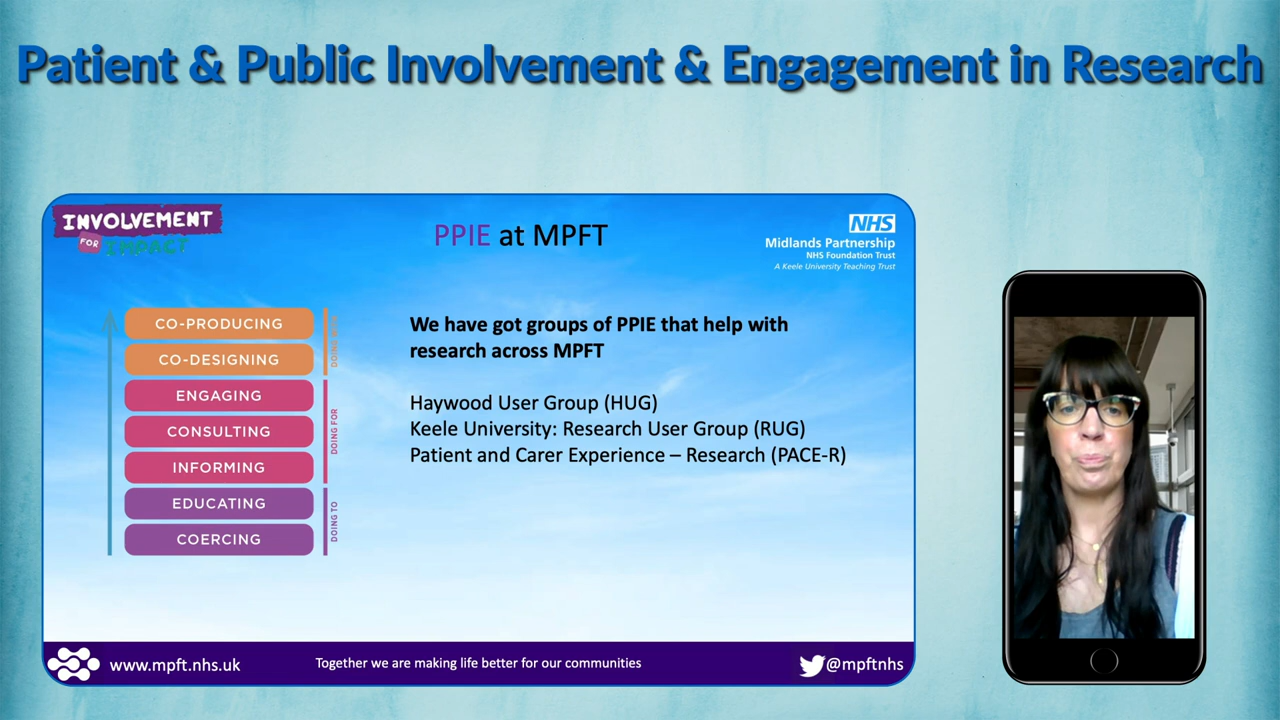 Patient & Public Involvement & Engagement in Research
INVOLVEMENT
FOR IMPACT
PPIE at MPFT
NHS
Midlands Partnership
NHS Foundation Trust
A Keele University Teaching Trust
CO-PRODUCING
CO-DESIGNING
ENGAGING
CONSULTING
INFORMING
EDUCATING
COERCING
DOING FOR
DOING TO
We have got groups of PPIE that help with
research across MPFT
Haywood User Group (HUG)
Keele University: Research User Group (RUG)
Patient and Carer Experience – Research (PACE-R)
www.mpft.nhs.uk
Together we are making life better for our communities
@mpftnhs